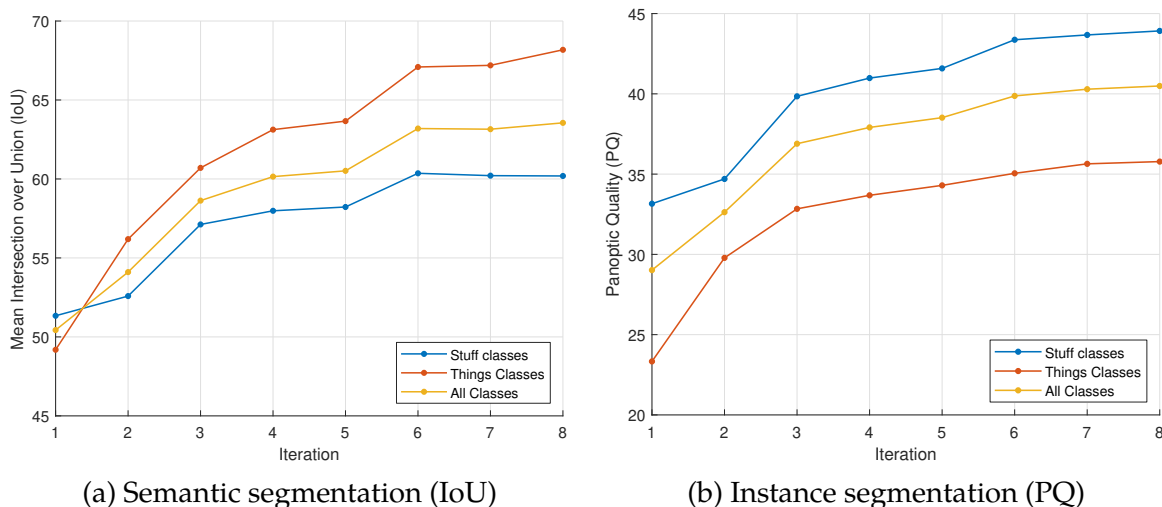 Mean Intersection over Union (IoU)
70
65
60
55
50
45
1 2 3 4 5 6 7 8
Iteration
Stuff classes
Things Classes
All Classes
(a) Semantic segmentation (IoU)
Panoptic Quality (PQ)
45
40
35
30
25
20
1 2 3 4 5 6 7 8
Iteration
Stuff classes
Things Classes
All Classes
(b) Instance segmentation (PQ)